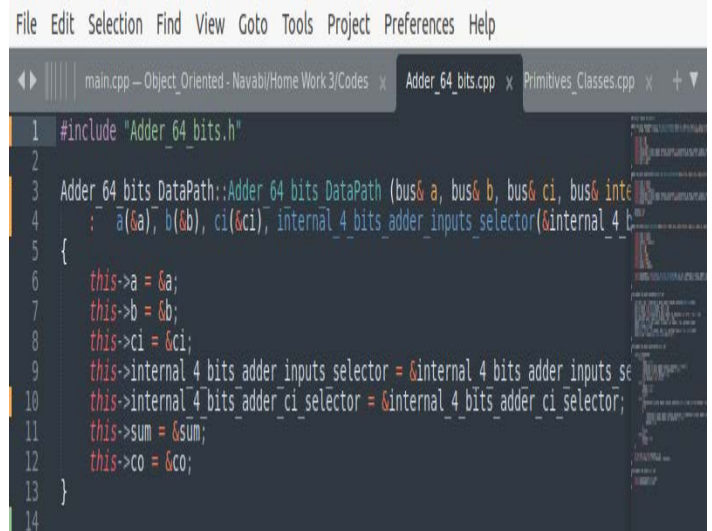 File Edit Selection Find View Goto Tools Project Preferences Help
main.cpp — Object_Oriented - Navabi/Home Work 3/Codes x Adder_64_bits.cpp x Primitives_Classes.cpp x + ▼
1 #include "Adder_64_bits.h"
2
3 Adder_64_bits_DataPath::Adder_64_bits_DataPath (bus& a, bus& b, bus& ci, bus& inte
4 : a(&a), b(&b), ci(&ci), internal_4_bits_adder_inputs_selector(&internal_4_b
5 {
6 this->a = &a;
7 this->b = &b;
8 this->ci = &ci;
9 this->internal_4_bits_adder_inputs_selector = &internal_4_bits_adder_inputs_se
10 this->internal_4_bits_adder_ci_selector = &internal_4_bits_adder_ci_selector;
11 this->sum = &sum;
12 this->co = &co;
13 }
14